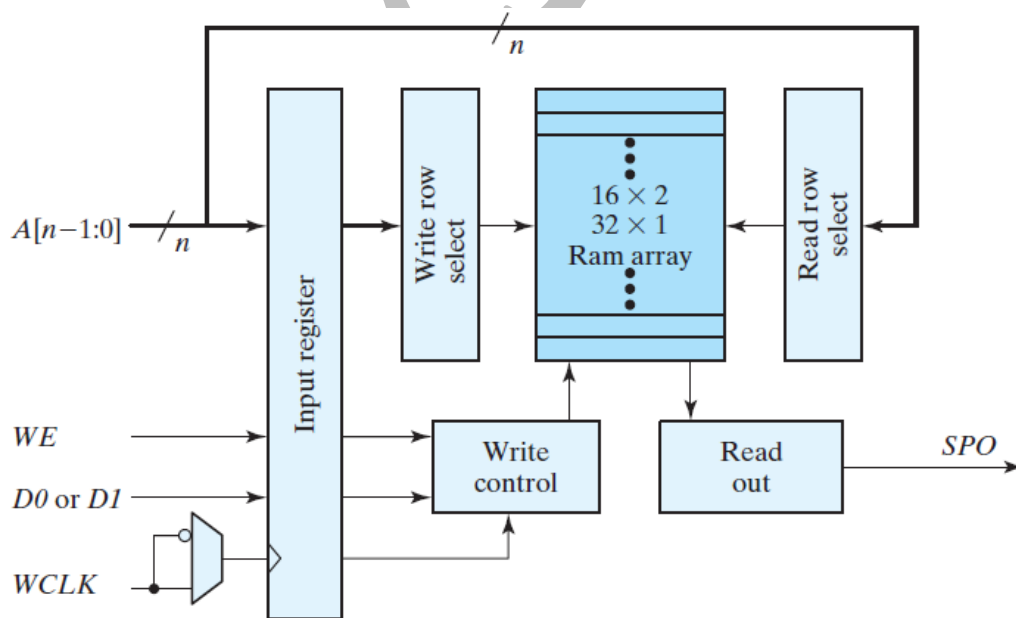 n
A[n−1:0]
n
Input register
Write row
select
16 × 2
32 × 1
Ram array
Read row
select
WE
D0 or D1
WCLK
Write
control
Read
out
SPO